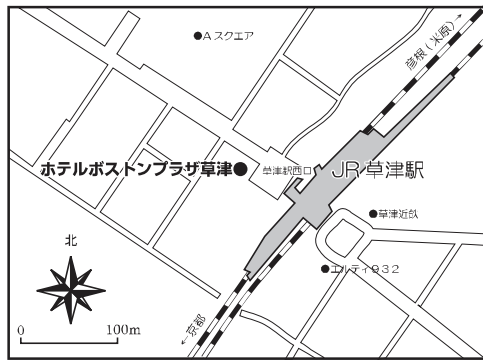 ●Aスクエア
彦根（米原）→
ホテルボストンプラザ草津●
草津駅西口
JR草津駅
●草津近鉄
●エルティ932
北
←京都
0 100m